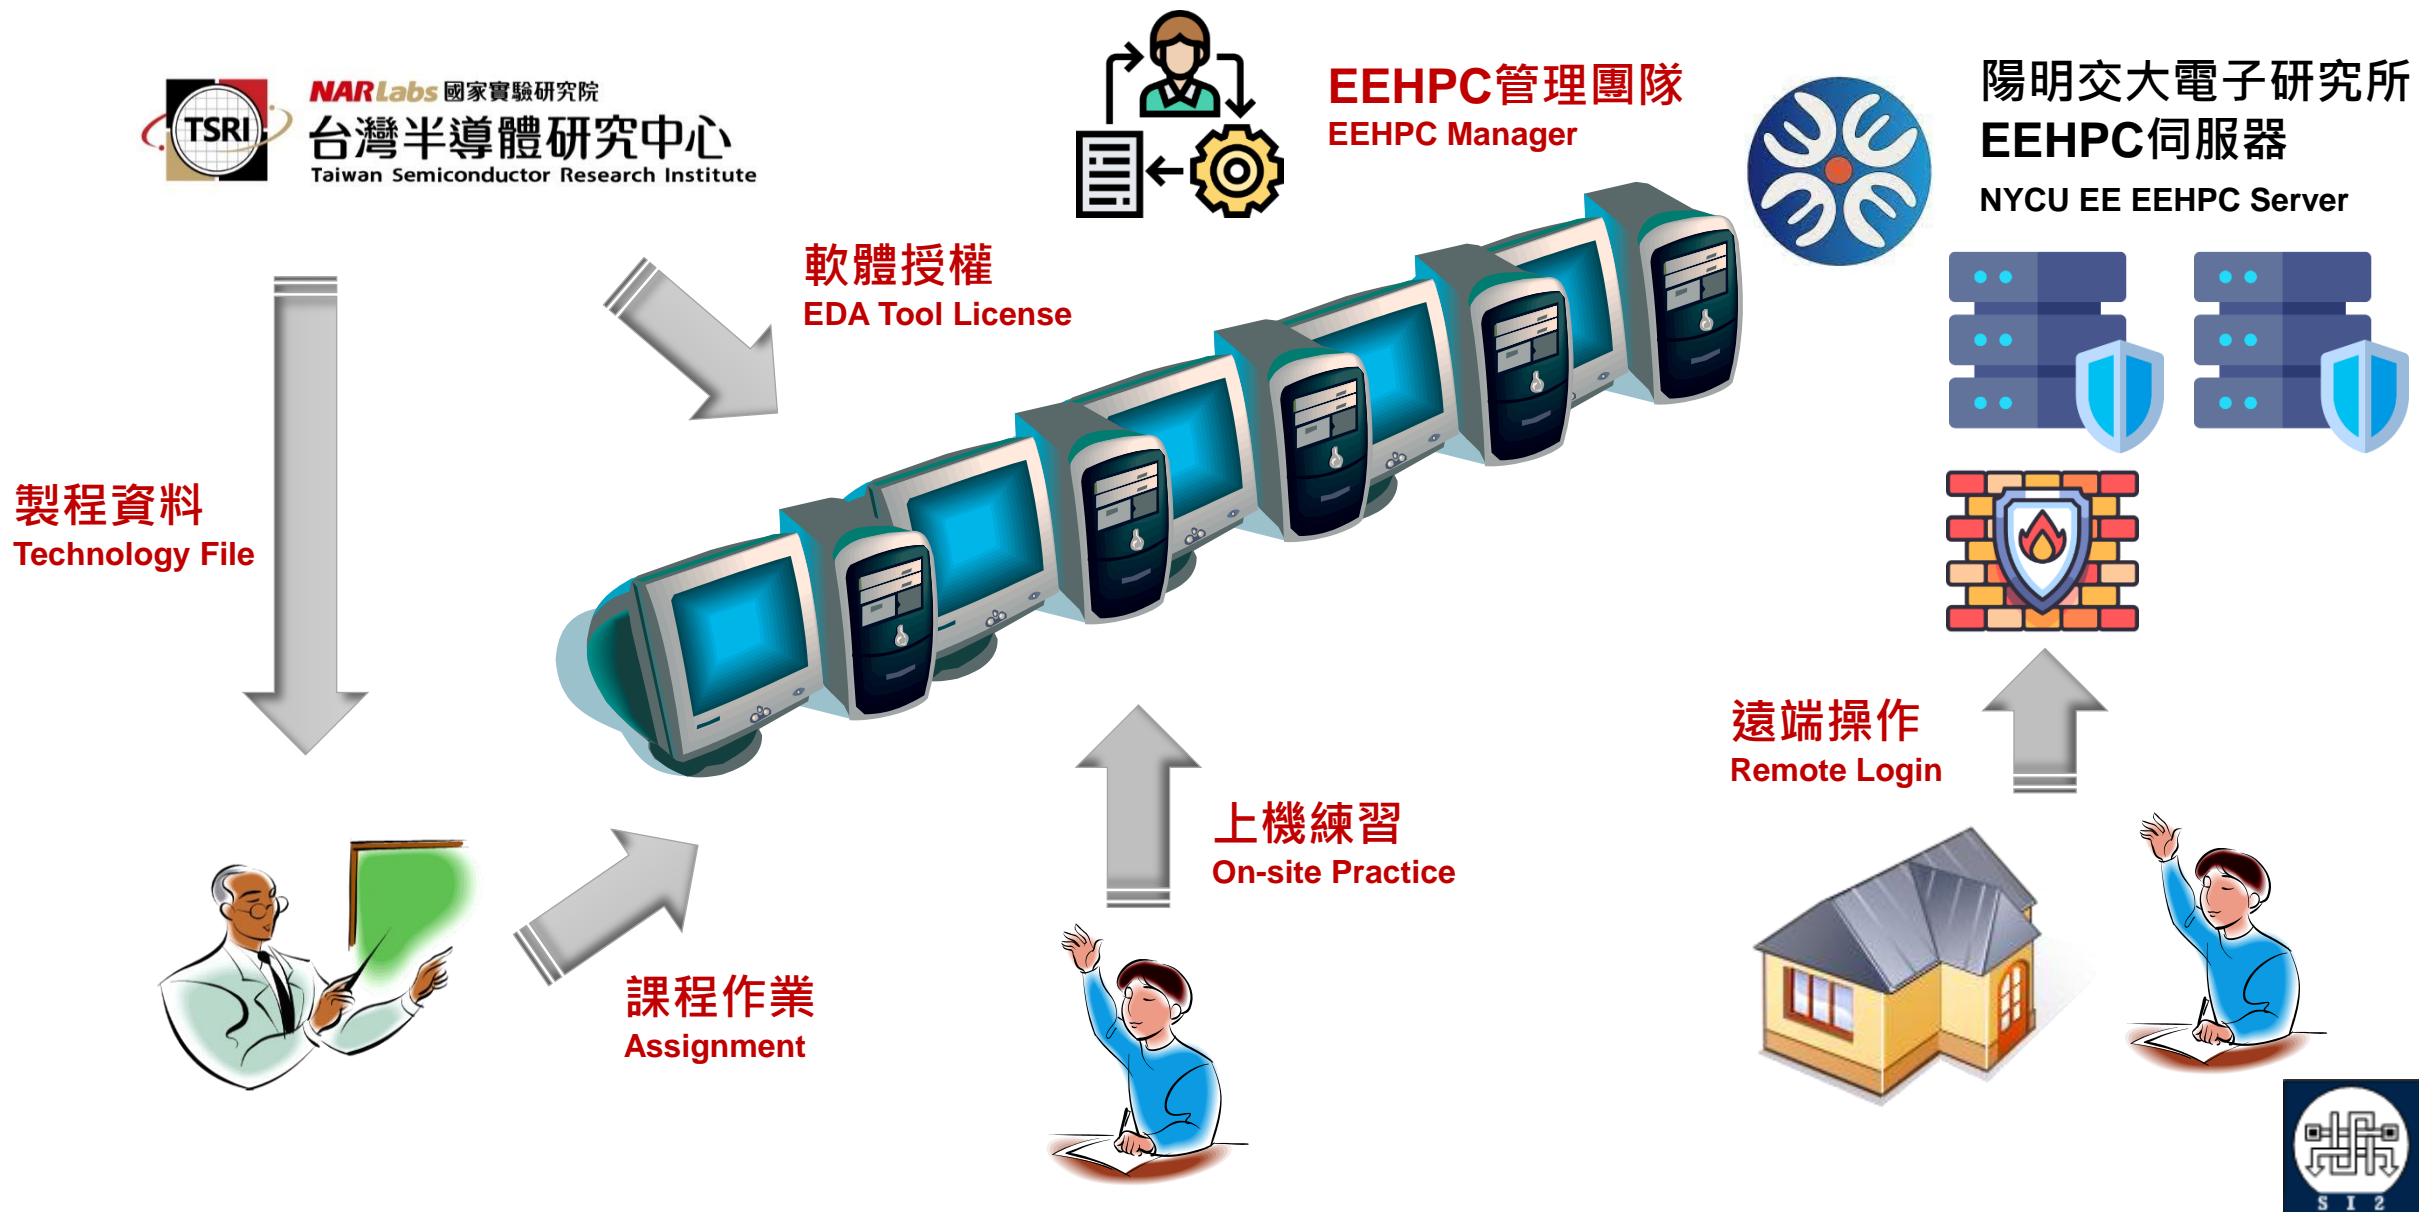 TSRI
NARLabs 國家實驗研究院
台灣半導體研究中心
Taiwan Semiconductor Research Institute
EEHPC管理團隊
EEHPC Manager
陽明交大電子研究所
EEHPC伺服器
NYCU EE EEHPC Server
軟體授權
EDA Tool License
製程資料
Technology File
遠端操作
Remote Login
上機練習
On-site Practice
課程作業
Assignment
SI2